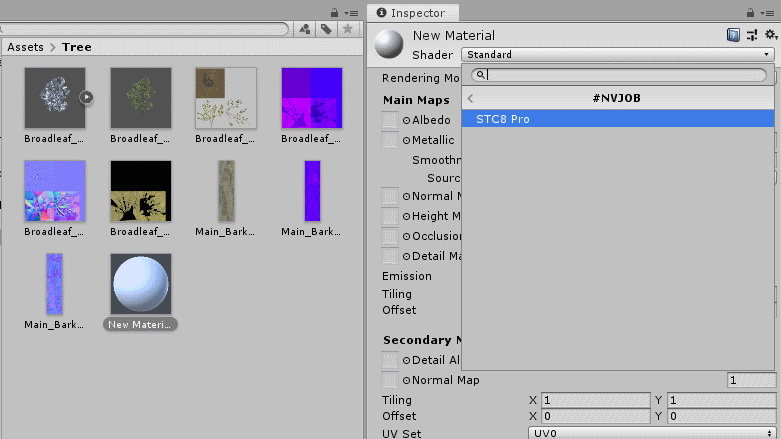 Assets > Tree
Broadleaf_...
Broadleaf_...
Broadleaf_...
Broadleaf_...
Broadleaf_...
Broadleaf_...
Main_Bark...
Main_Bark...
Main_Bark...
New Materi...
Inspector
New Material
Shader
Standard
Rendering Mo
#NVJOB
STC8 Pro
Main Maps
Albedo
Metallic
Smoothn
Source
Normal M
Height M
Occlusion
Detail Ma
Emission
Tiling
Offset
Secondary M
Detail Al
Normal Map
1
Tiling X 1 Y 1
Offset X 0 Y 0
UV Set UV0